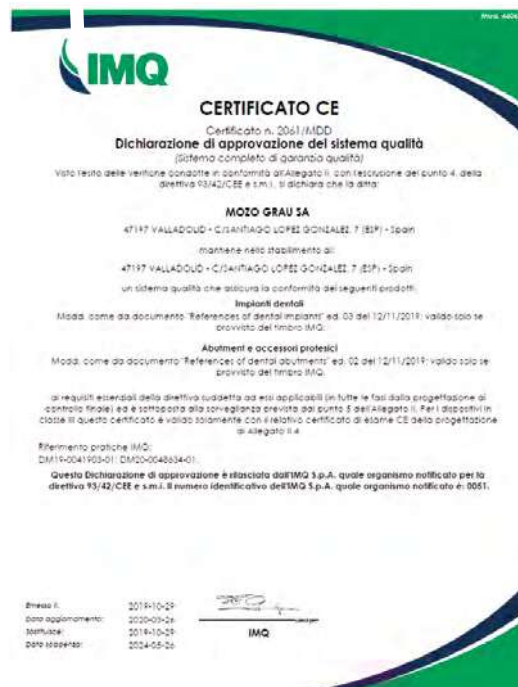 IMQ
CERTIFICATO CE
Certificato n. 2061/MDD
Dichiarazione di approvazione del sistema qualità
(Sistema completo di garanzia qualità)
Visto l'esito delle verifiche condotte in conformità all'Allegato II, con l'esclusione del punto 4, della
direttiva 93/42/CEE e s.m.i., si dichiara che la ditta:
MOZO GRAU SA
47197 VALLADOLID - C/SANTIAGO LOPEZ GONZALEZ, 7 (ESP) - Spain
mantiene nello stabilimento di:
47197 VALLADOLID - C/SANTIAGO LOPEZ GONZALEZ, 7 (ESP) - Spain
un sistema qualità che assicura la conformità dei seguenti prodotti:
Impianti dentali
Modd. come da documento "References of dental implants" ed. 03 del 12/11/2019; valido solo se
provvisto del timbro IMQ.
Abutment e accessori protesici
Modd. come da documento "References of dental abutments" ed. 02 del 12/11/2019; valido solo se
provvisto del timbro IMQ.
ai requisiti essenziali della direttiva suddetta ad essi applicabili (in tutte le fasi dalla progettazione al
controllo finale) ed è sottoposta alla sorveglianza prevista dal punto 5 dell'Allegato II. Per i dispositivi in
classe III questo certificato è valido solamente con il relativo certificato di esame CE della progettazione
di Allegato II.4
Riferimento pratiche IMQ:
DM19-0041903-01; DM20-0048634-01;
Questa Dichiarazione di approvazione è rilasciata dall'IMQ S.p.A. quale organismo notificato per la
direttiva 93/42/CEE e s.m.i. Il numero identificativo dell'IMQ S.p.A. quale organismo notificato è: 0051.
Emesso il: 2019-10-29
Data aggiornamento: 2020-05-26
Sostituisce: 2019-10-29
Data scadenza: 2024-05-26
IMQ